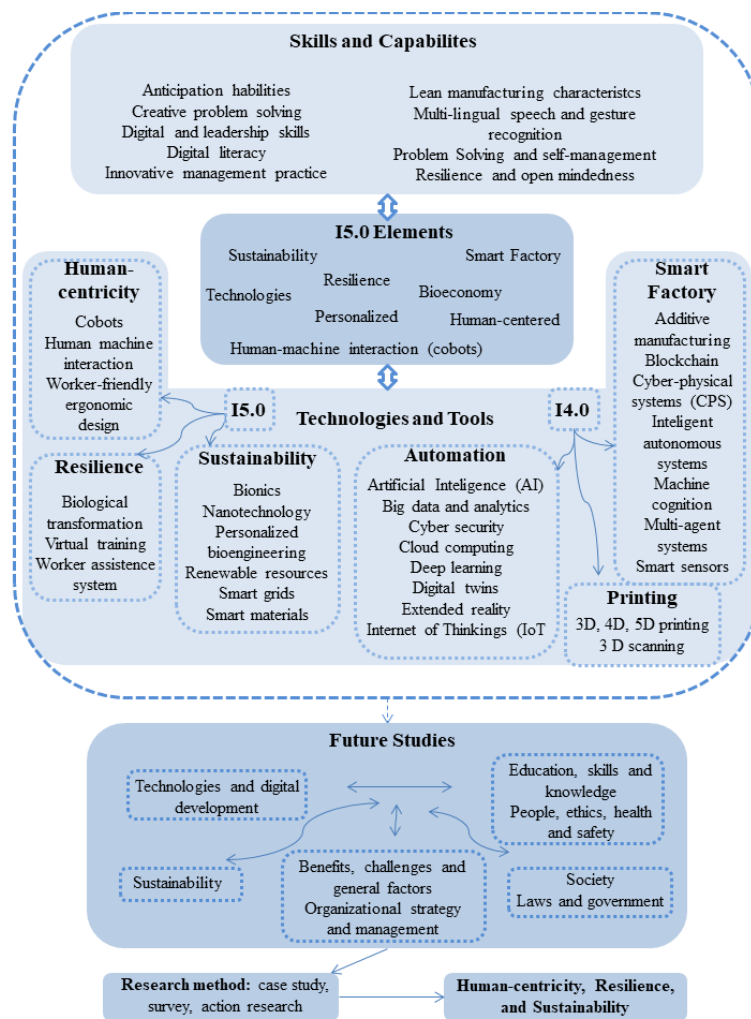 Skills and Capabilites
Anticipation habilities
Creative problem solving
Digital and leadership skills
Digital literacy
Innovative management practice
Lean manufacturing characteristcs
Multi-lingual speech and gesture
recognition
Problem Solving and self-management
Resilience and open mindedness
I5.0 Elements
Sustainability
Smart Factory
Resilience
Technologies
Bioeconomy
Personalized
Human-centered
Human-machine interaction (cobots)
Human-
centricity
Cobots
Human machine
interaction
Worker-friendly
ergonomic
design
Smart
Factory
Additive
manufacturing
Blockchain
Cyber-physical
systems (CPS)
Inteligent
autonomous
systems
Machine
cognition
Multi-agent
systems
Smart sensors
I5.0
Technologies and Tools
I4.0
Resilience
Biological
transformation
Virtual training
Worker assistence
system
Sustainability
Bionics
Nanotechnology
Personalized
bioengineering
Renewable resources
Smart grids
Smart materials
Automation
Artificial Inteligence (AI)
Big data and analytics
Cyber security
Cloud computing
Deep learning
Digital twins
Extended reality
Internet of Thinkings (IoT
Printing
3D, 4D, 5D printing
3 D scanning
Future Studies
Technologies and digital
development
Education, skills and
knowledge
People, ethics, health
and safety
Sustainability
Benefits, challenges and
general factors
Organizational strategy
and management
Society
Laws and government
Research method: case study,
survey, action research
Human-centricity, Resilience,
and Sustainability